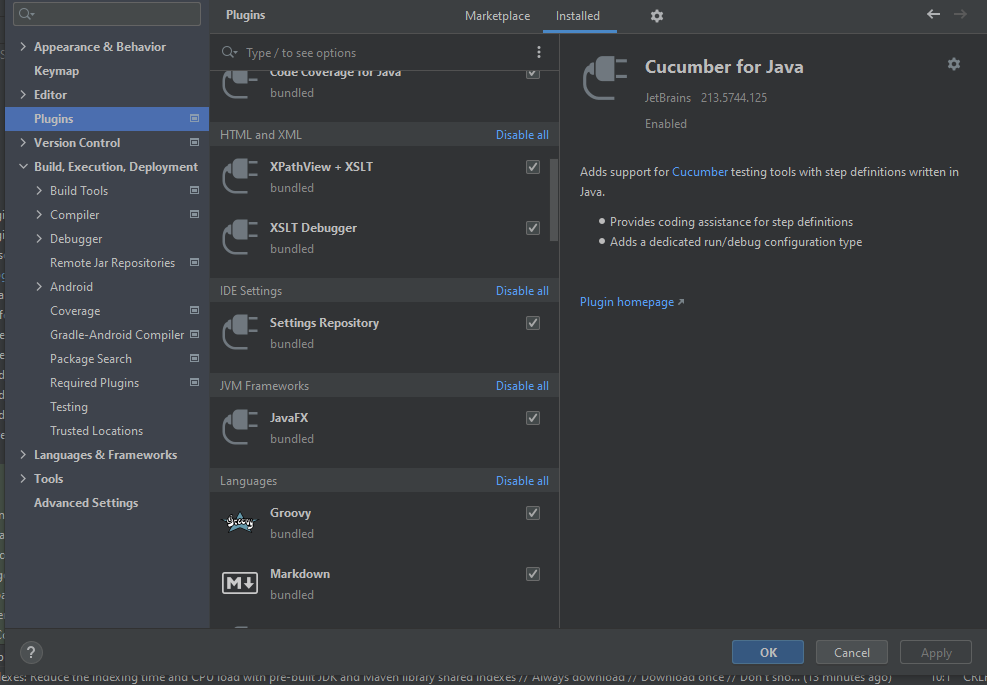 Plugins
Marketplace
Installed
Appearance & Behavior
Keymap
Editor
Plugins
Version Control
Build, Execution, Deployment
Build Tools
Compiler
Debugger
Remote Jar Repositories
Android
Coverage
Gradle-Android Compiler
Package Search
Required Plugins
Testing
Trusted Locations
Languages & Frameworks
Tools
Advanced Settings
Type / to see options
Code Coverage for Java
bundled
HTML and XML Disable all
XPathView + XSLT
bundled
XSLT Debugger
bundled
IDE Settings Disable all
Settings Repository
bundled
JVM Frameworks Disable all
JavaFX
bundled
Languages Disable all
Groovy
bundled
Markdown
bundled
Cucumber for Java
JetBrains 213.5744.125
Enabled
Adds support for Cucumber testing tools with step definitions written in
Java.
Provides coding assistance for step definitions
Adds a dedicated run/debug configuration type
Plugin homepage
?
OK
Cancel
Apply
exes: Reduce the indexing time and CPU load with pre-built JDK and Maven library shared indexes // Always download // Download once // Don't sho... (15 minutes ago) 10:1 CRLF